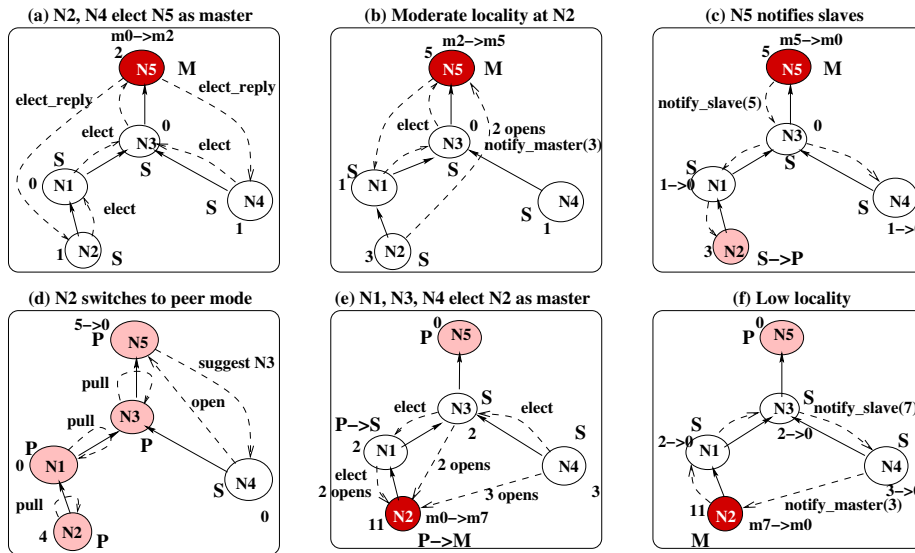 (a) N2, N4 elect N5 as master
m0->m2
2
N5
M
elect_reply
elect_reply
elect
0
elect
N3
S
S
0
N1
N4
S
elect
1
1
N2
S
(b) Moderate locality at N2
m2->m5
5
N5
M
elect
0
2 opens
N3
notify_master(3)
S
S
1
N1
N4
S
1
3
N2
S
(c) N5 notifies slaves
m5->m0
5
N5
M
notify_slave(5)
0
N3
S
S
1->0
N1
N4
S
1->0
3
N2
S->P
(d) N2 switches to peer mode
5->0
P
N5
suggest N3
pull
open
pull
N3
P
P
0
N1
N4
S
pull
0
4
N2
P
(e) N1, N3, N4 elect N2 as master
0
P
N5
S
elect
N3
elect
P->S
2
2
N1
N4
S
elect
2 opens
2 opens
3 opens
3
11
N2
m0->m7
P->M
(f) Low locality
0
P
N5
S
N3
notify_slave(7)
S
2->0
2->0
S
N1
N4
3->0
notify_master(3)
11
N2
m7->m0
M